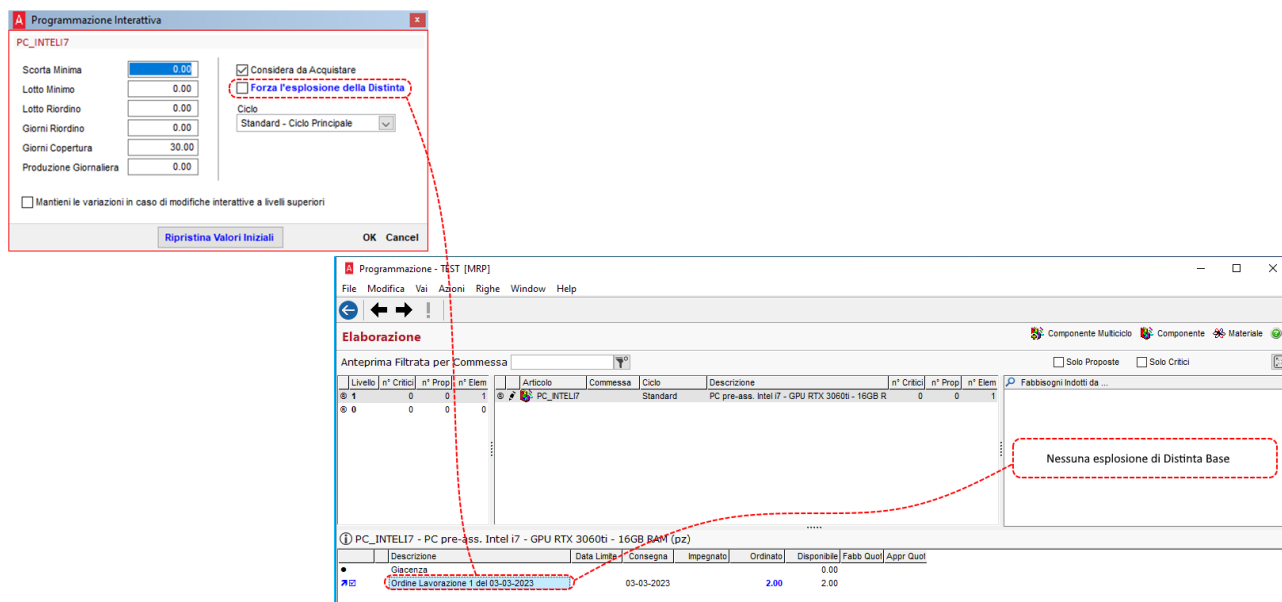 A Programmazione Interattiva x
PC_INTELI7
Scorta Minima 0.00
Lotto Minimo 0.00
Lotto Riordino 0.00
Giorni Riordino 0.00
Giorni Copertura 30.00
Produzione Giornaliera 0.00
Considera da Acquistare
Forza l'esplosione della Distinta
Ciclo
Standard - Ciclo Principale
Mantieni le variazioni in caso di modifiche interattive a livelli superiori
Ripristina Valori Iniziali OK Cancel
A Programmazione - TEST [MRP]
File Modifica Vai Azioni Righe Window Help
Elaborazione Componente Multiciclo Componente Materiale
Anteprima Filtrata per Commessa Solo Proposte Solo Critici
Livello n° Critici n° Prop n° Elem Articolo Commessa Ciclo Descrizione n° Critici n° Prop n° Elem Fabbisogni Indotti da ...
1 0 0 1 PC_INTELI7 Standard PC pre-ass. Intel i7 - GPU RTX 3060ti - 16GB R 0 0 1
0 0 0 0
Nessuna esplosione di Distinta Base
PC_INTELI7 - PC pre-ass. Intel i7 - GPU RTX 3060ti - 16GB RAM (pz)
Descrizione Data Limite Consegna Impegnato Ordinato Disponibile Fabb Quot Appr Quot
Giacenza 0.00
Ordine Lavorazione 1 del 03-03-2023 03-03-2023 2.00 2.00